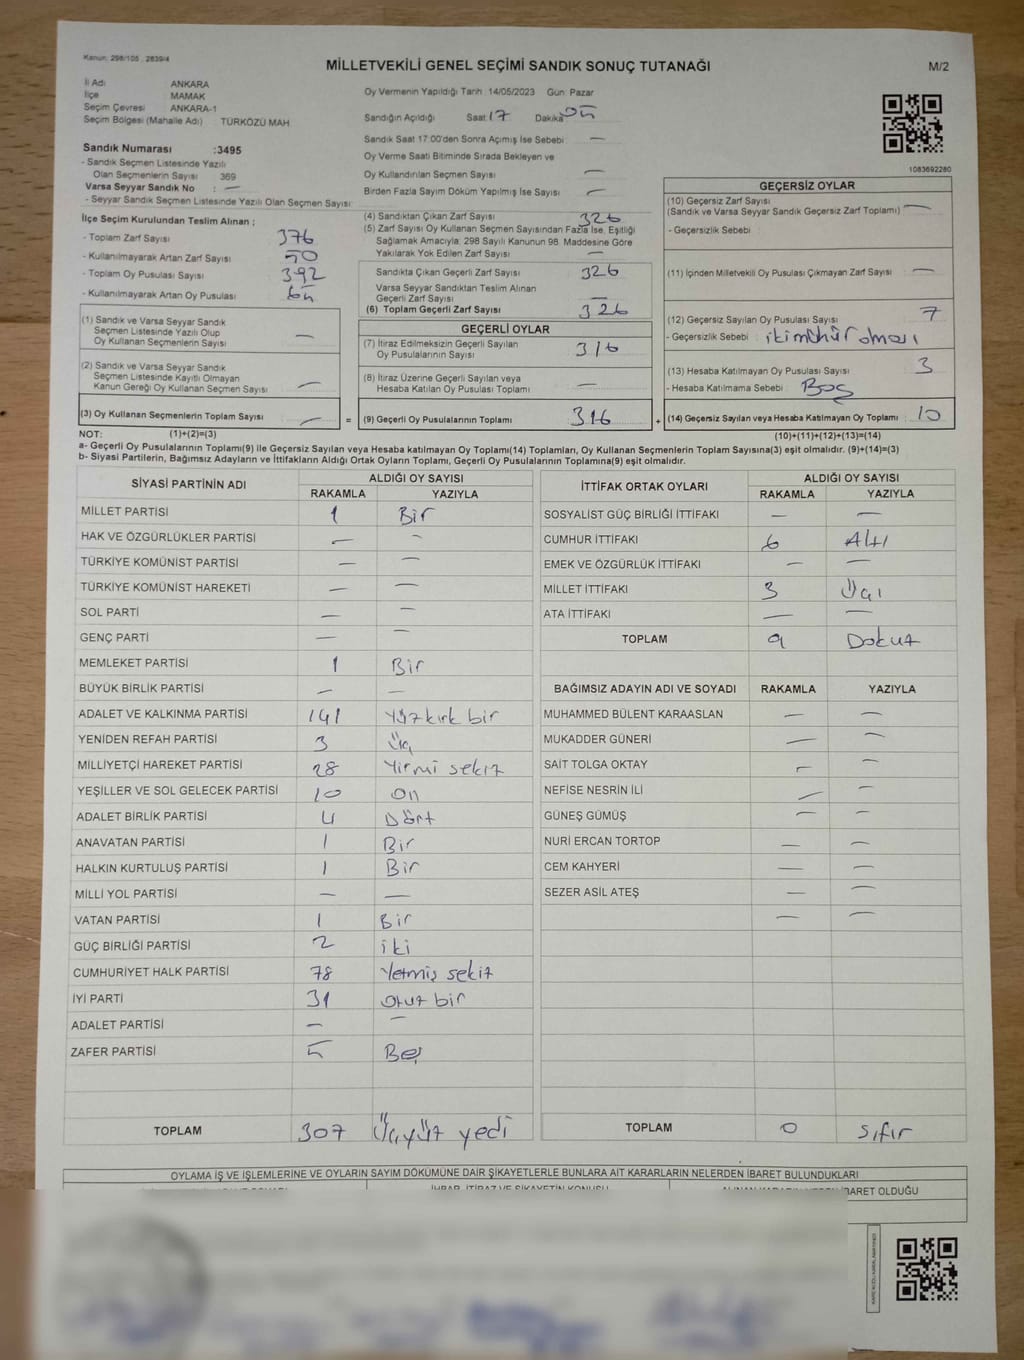 Kanun: 298/105 , 2839/4
MİLLETVEKİLİ GENEL SEÇİMİ SANDIK SONUÇ TUTANAĞI
M/2
İl Adı ANKARA
İlçe MAMAK
Seçim Çevresi ANKARA-1
Seçim Bölgesi (Mahalle Adı) TÜRKÖZÜ MAH.
Oy Vermenin Yapıldığı Tarih :14/05/2023 Gün: Pazar
Sandığın Açıldığı Saat:17 Dakika:05
Sandık Saat 17:00'den Sonra Açımış İse Sebebi : —
Oy Verme Saati Bitiminde Sırada Bekleyen ve
Oy Kullandırılan Seçmen Sayısı : —
Birden Fazla Sayım Döküm Yapılmış İse Sayısı : —
1083692280
Sandık Numarası :3495
- Sandık Seçmen Listesinde Yazılı
Olan Seçmenlerin Sayısı : 369
Varsa Seyyar Sandık No : —
- Seyyar Sandık Seçmen Listesinde Yazılı Olan Seçmen Sayısı:
İlçe Seçim Kurulundan Teslim Alınan ;
- Toplam Zarf Sayısı : 376
- Kullanılmayarak Artan Zarf Sayısı : 50
- Toplam Oy Pusulası Sayısı : 392
- Kullanılmayarak Artan Oy Pusulası : 65
(4) Sandıktan Çıkan Zarf Sayısı : 326
(5) Zarf Sayısı Oy Kullanan Seçmen Sayısından Fazla İse, Eşitliği
Sağlamak Amacıyla; 298 Sayılı Kanunun 98. Maddesine Göre
Yakılarak Yok Edilen Zarf Sayısı : —
Sandıkta Çıkan Geçerli Zarf Sayısı : 326
Varsa Seyyar Sandıktan Teslim Alınan
Geçerli Zarf Sayısı : —
(6) Toplam Geçerli Zarf Sayısı : 326
GEÇERSİZ OYLAR
(10) Geçersiz Zarf Sayısı
(Sandık ve Varsa Seyyar Sandık Geçersiz Zarf Toplamı) : —
- Geçersizlik Sebebi :
(11) İçinden Milletvekili Oy Pusulası Çıkmayan Zarf Sayısı : —
(12) Geçersiz Sayılan Oy Pusulası Sayısı : 7
- Geçersizlik Sebebi : iki mühür olması
(13) Hesaba Katılmayan Oy Pusulası Sayısı : 3
- Hesaba Katılmama Sebebi : Boş
(14) Geçersiz Sayılan veya Hesaba Katılmayan Oy Toplamı : 10
(10)+(11)+(12)+(13)=(14)
(1) Sandık ve Varsa Seyyar Sandık
Seçmen Listesinde Yazılı Olup
Oy Kullanan Seçmenlerin Sayısı : —
(2) Sandık ve Varsa Seyyar Sandık
Seçmen Listesinde Kayıtlı Olmayan
Kanun Gereği Oy Kullanan Seçmen Sayısı : —
(3) Oy Kullanan Seçmenlerin Toplam Sayısı : — =
GEÇERLİ OYLAR
(7) İtiraz Edilmeksizin Geçerli Sayılan
Oy Pusulalarının Sayısı : 316
(8) İtiraz Üzerine Geçerli Sayılan veya
Hesaba Katılan Oy Pusulaları Toplamı : —
(9) Geçerli Oy Pusulalarının Toplamı : 316 +
NOT: (1)+(2)=(3)
a- Geçerli Oy Pusulalarının Toplamı(9) ile Geçersiz Sayılan veya Hesaba katılmayan Oy Toplamı(14) Toplamları, Oy Kullanan Seçmenlerin Toplam Sayısına(3) eşit olmalıdır. (9)+(14)=(3)
b- Siyasi Partilerin, Bağımsız Adayların ve İttifakların Aldığı Ortak Oyların Toplamı, Geçerli Oy Pusulalarının Toplamına(9) eşit olmalıdır.
SİYASİ PARTİNİN ADI ALDIĞI OY SAYISI
RAKAMLA YAZIYLA
MİLLET PARTİSİ 1 Bir
HAK VE ÖZGÜRLÜKLER PARTİSİ — —
TÜRKİYE KOMÜNİST PARTİSİ — —
TÜRKİYE KOMÜNİST HAREKETİ — —
SOL PARTİ — —
GENÇ PARTİ — —
MEMLEKET PARTİSİ 1 Bir
BÜYÜK BİRLİK PARTİSİ — —
ADALET VE KALKINMA PARTİSİ 141 Yüzkırk bir
YENİDEN REFAH PARTİSİ 3 Üç
MİLLİYETÇİ HAREKET PARTİSİ 28 Yirmi sekiz
YEŞİLLER VE SOL GELECEK PARTİSİ 10 On
ADALET BİRLİK PARTİSİ 4 Dört
ANAVATAN PARTİSİ 1 Bir
HALKIN KURTULUŞ PARTİSİ 1 Bir
MİLLİ YOL PARTİSİ — —
VATAN PARTİSİ 1 Bir
GÜÇ BİRLİĞİ PARTİSİ 2 iki
CUMHURİYET HALK PARTİSİ 78 Yetmiş sekiz
İYİ PARTİ 31 otuz bir
ADALET PARTİSİ — —
ZAFER PARTİSİ 5 Beş
TOPLAM 307 Üçyüz yedi
İTTİFAK ORTAK OYLARI ALDIĞI OY SAYISI
RAKAMLA YAZIYLA
SOSYALİST GÜÇ BİRLİĞİ İTTİFAKI — —
CUMHUR İTTİFAKI 6 Altı
EMEK VE ÖZGÜRLÜK İTTİFAKI — —
MİLLET İTTİFAKI 3 Üçı
ATA İTTİFAKI — —
TOPLAM 9 Dokuz
BAĞIMSIZ ADAYIN ADI VE SOYADI RAKAMLA YAZIYLA
MUHAMMED BÜLENT KARAASLAN — —
MUKADDER GÜNERİ — —
SAİT TOLGA OKTAY — —
NEFİSE NESRİN İLİ — —
GÜNEŞ GÜMÜŞ — —
NURİ ERCAN TORTOP — —
CEM KAHYERİ — —
SEZER ASİL ATEŞ — —
— —
TOPLAM 0 Sıfır
OYLAMA İŞ VE İŞLEMLERİNE VE OYLARIN SAYIM DÖKÜMÜNE DAİR ŞİKAYETLERLE BUNLARA AİT KARARLARIN NELERDEN İBARET BULUNDUKLARI
İHBAR, İTİRAZ VE ŞİKAYETİN KONUSU
İBARET OLDUĞU